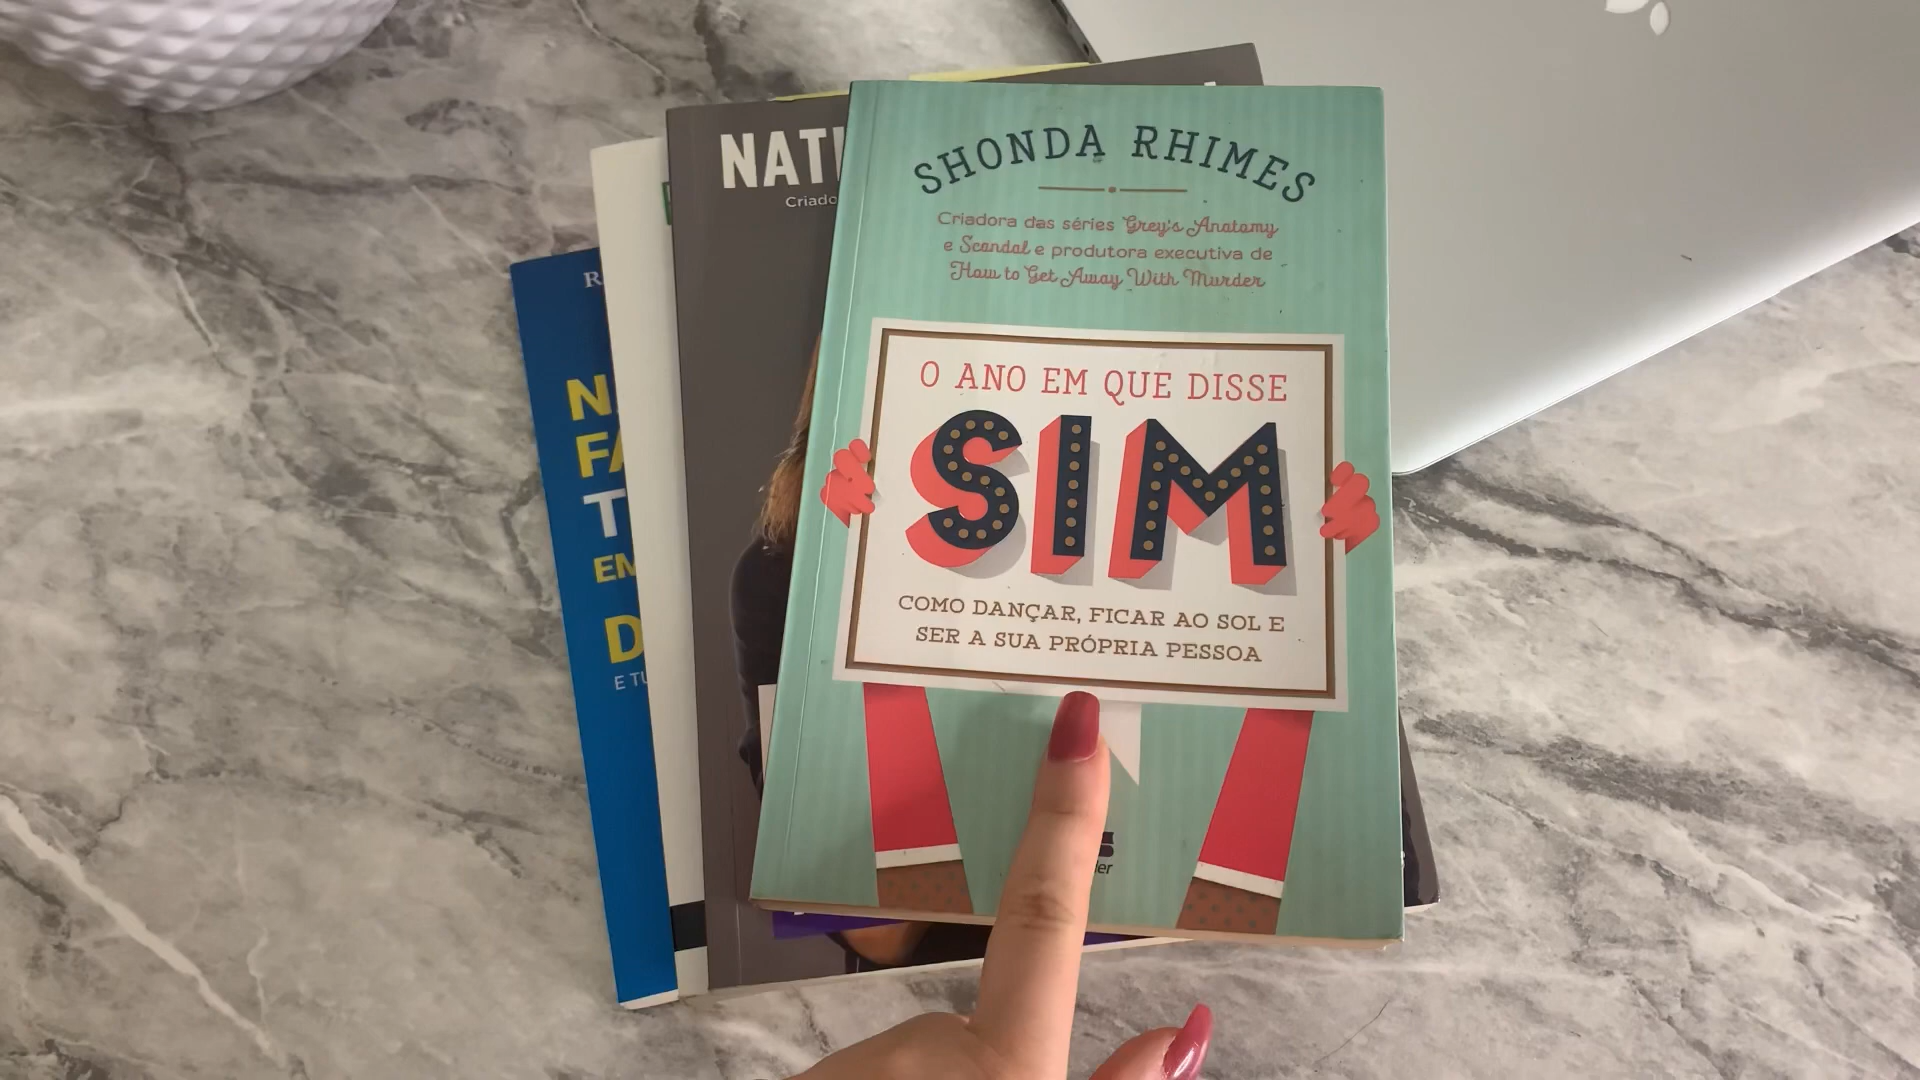 SHONDA RHIMES
Criadora das séries Grey's Anatomy
e Scandal e produtora executiva de
How to Get Away With Murder
O ANO EM QUE DISSE
SIM
COMO DANÇAR, FICAR AO SOL E
SER A SUA PRÓPRIA PESSOA